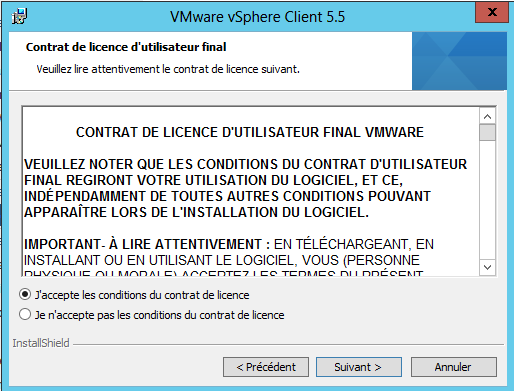 VMware vSphere Client 5.5
Contrat de licence d'utilisateur final
Veuillez lire attentivement le contrat de licence suivant.
CONTRAT DE LICENCE D'UTILISATEUR FINAL VMWARE
VEUILLEZ NOTER QUE LES CONDITIONS DU CONTRAT D'UTILISATEUR
FINAL REGIRONT VOTRE UTILISATION DU LOGICIEL, ET CE,
INDÉPENDAMMENT DE TOUTES AUTRES CONDITIONS POUVANT
APPARAÎTRE LORS DE L'INSTALLATION DU LOGICIEL.
IMPORTANT- À LIRE ATTENTIVEMENT : EN TÉLÉCHARGEANT, EN
INSTALLANT OU EN UTILISANT LE LOGICIEL, VOUS (PERSONNE
PHYSIQUE OU MORALE) ACCEPTEZ LES TERMES DU PRÉSENT
J'accepte les conditions du contrat de licence
Je n'accepte pas les conditions du contrat de licence
InstallShield
< Précédent
Suivant >
Annuler